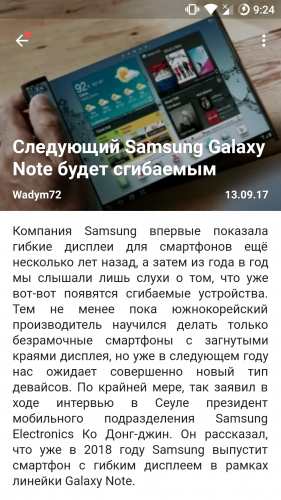 9:24
92°
Следующий Samsung Galaxy
Note будет сгибаемым
Wadym72
13.09.17
Компания Samsung впервые показала
гибкие дисплеи для смартфонов ещё
несколько лет назад, а затем из года в год
мы слышали лишь слухи о том, что уже
вот-вот появятся сгибаемые устройства.
Тем не менее пока южнокорейский
производитель научился делать только
безрамочные смартфоны с загнутыми
краями дисплея, но уже в следующем году
нас ожидает совершенно новый тип
девайсов. По крайней мере, так заявил в
ходе интервью в Сеуле президент
мобильного подразделения Samsung
Electronics Ко Донг-джин. Он рассказал,
что уже в 2018 году Samsung выпустит
смартфон с гибким дисплеем в рамках
линейки Galaxy Note.